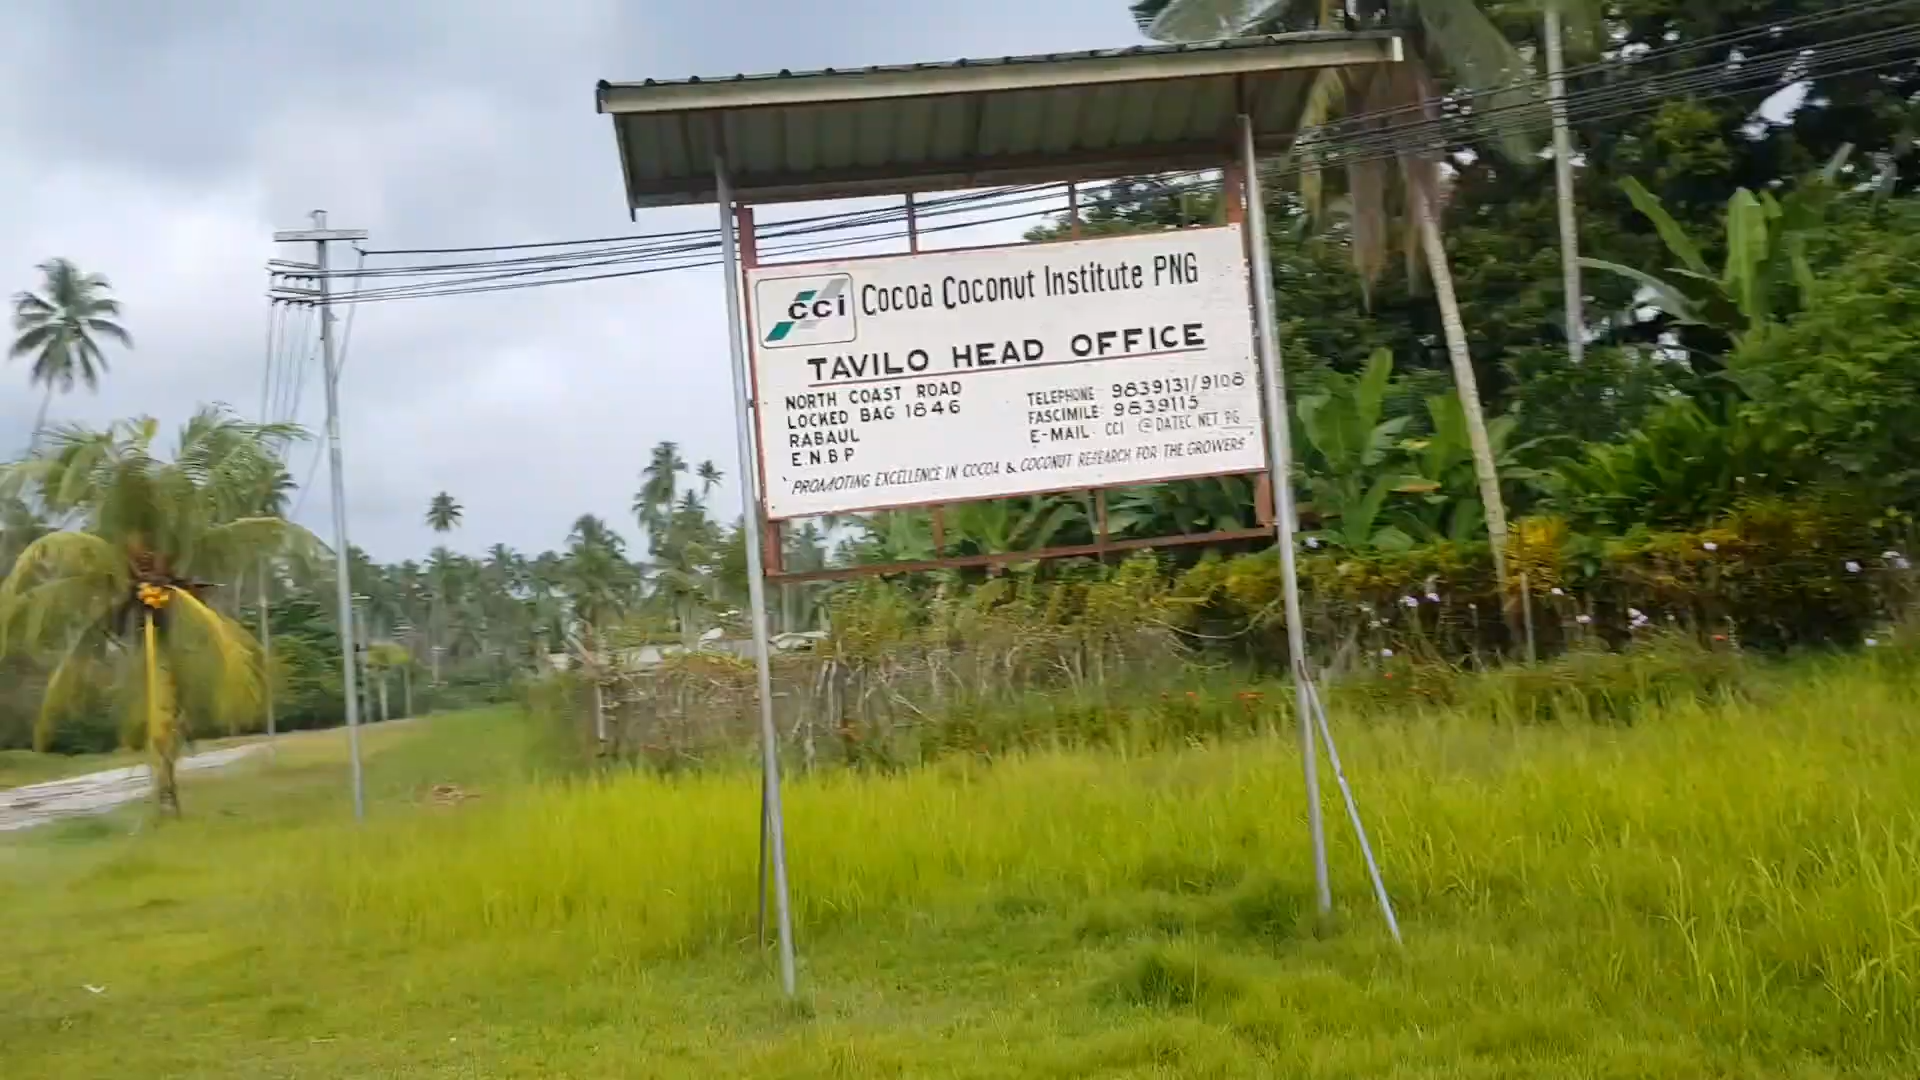 cci Cocoa Coconut Institute PNG
TAVILO HEAD OFFICE
NORTH COAST ROAD
LOCKED BAG 1846
RABAUL
E.N.B P
TELEPHONE: 9839131/9108
FASCIMILE: 9839115
E-MAIL: CCI @DATEC.NET.PG
"PROMOTING EXCELLENCE IN COCOA & COCONUT RESEARCH FOR THE GROWERS"